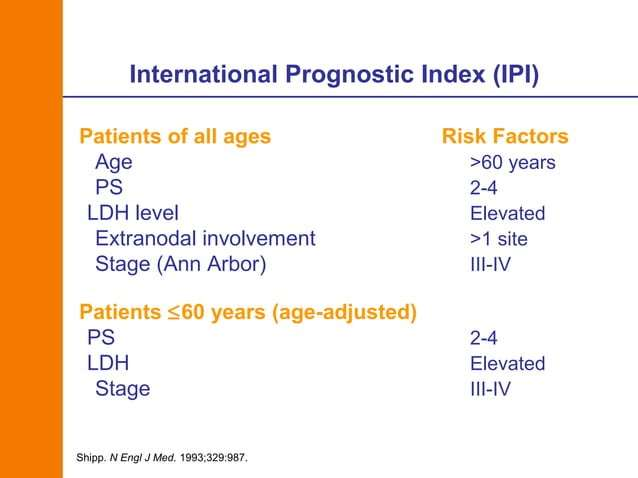 International Prognostic Index (IPI)
Patients of all ages Risk Factors
Age >60 years
PS 2-4
LDH level Elevated
Extranodal involvement >1 site
Stage (Ann Arbor) III-IV
Patients ≤60 years (age-adjusted)
PS 2-4
LDH Elevated
Stage III-IV
Shipp. N Engl J Med. 1993;329:987.